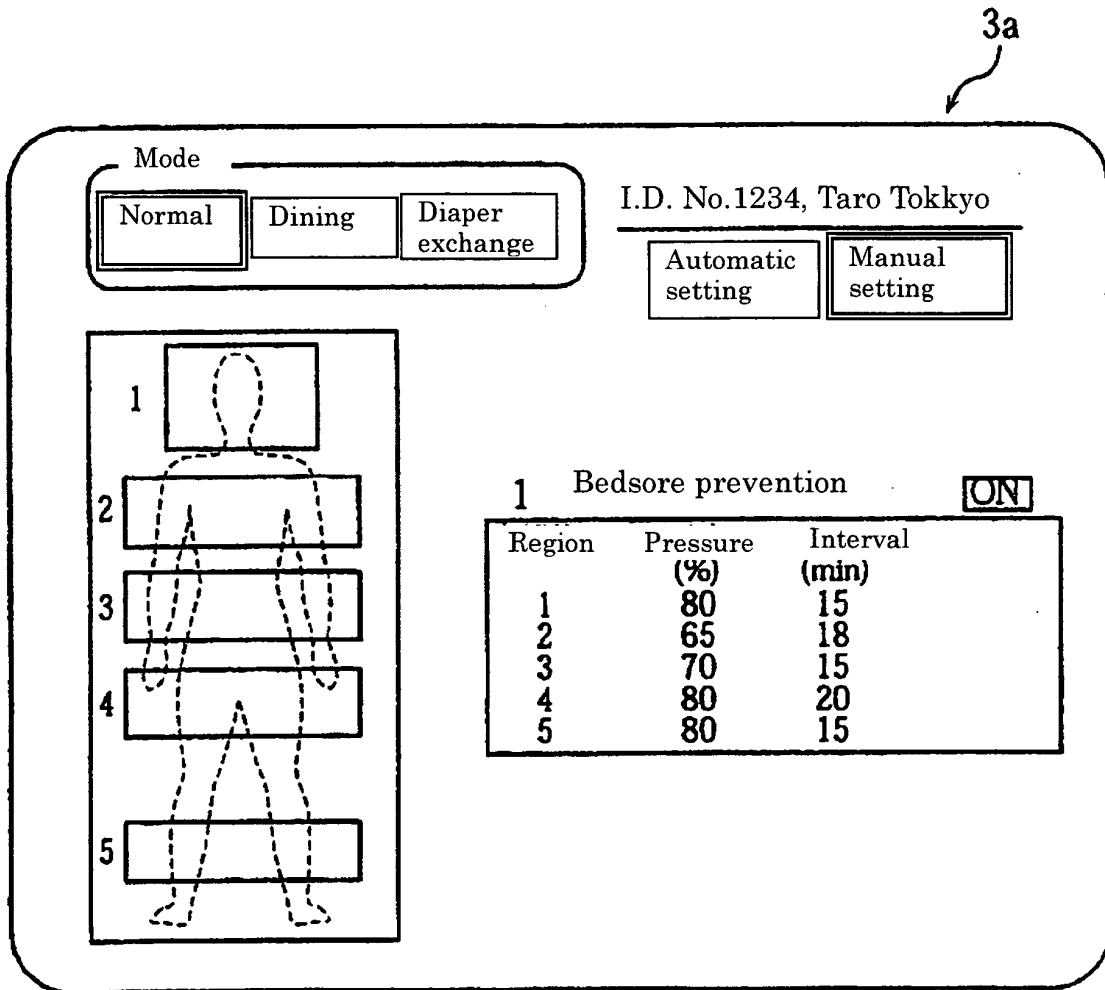 3a
Mode
Normal
Dining
Diaper
exchange
I.D. No.1234, Taro Tokkyo
Automatic
setting
Manual
setting
1
2
3
4
5
1 Bedsore prevention ON
Region Pressure Interval
(%) (min)
1 80 15
2 65 18
3 70 15
4 80 20
5 80 15